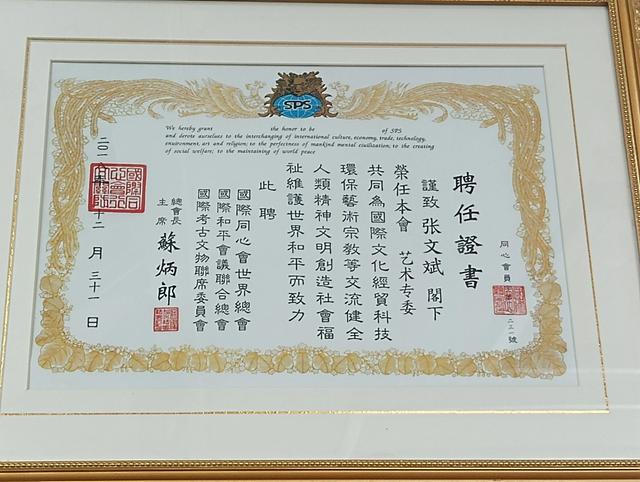 SPS
We hereby grant the honor to be of SPS
and devote ourselves to the interchanging of international culture, economy, trade, technology,
environment, art and religion; to the perfectness of mankind mental civilization; to the creating
of social welfare; to the maintaining of world peace
同心會員 二三一號
聘任證書
謹致 张文斌 閣下
榮任本會 艺术专委
共同為國際文化經貿科技
環保藝術宗教等交流健全
人類精神文明創造社會福
祉維護世界和平而致力
此聘
國際同心會世界總會
國際和平會議聯合總會
國際考古文物聯席委員會
總會長
主席 蘇炳郎
二〇一 十二月三十一日